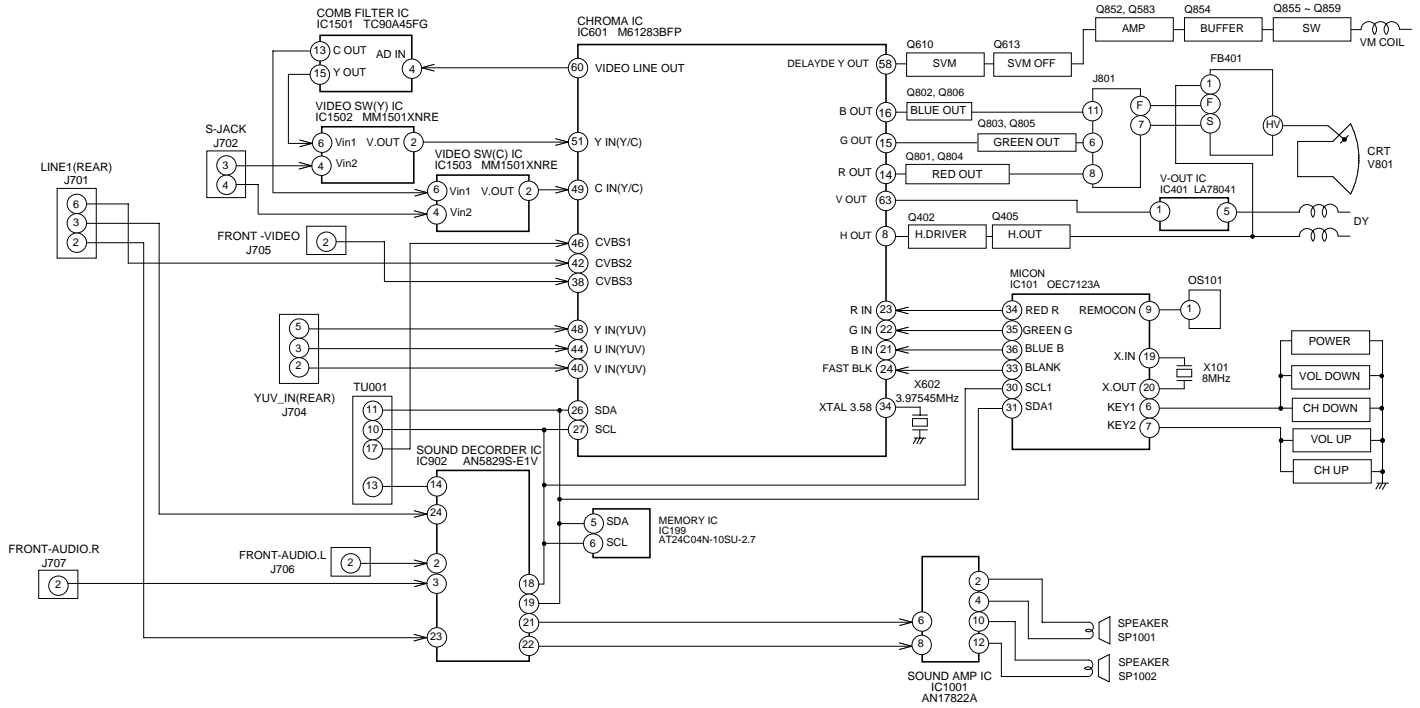 COMB FILTER IC
IC1501 TC90A45FG
13 C OUT
15 Y OUT
AD IN
4
VIDEO SW(Y) IC
IC1502 MM1501XNRE
6 Vin1 V.OUT 2
4 Vin2
VIDEO SW(C) IC
IC1503 MM1501XNRE
6 Vin1 V.OUT 2
4 Vin2
S-JACK
J702
3
4
LINE1(REAR)
J701
6
3
2
FRONT -VIDEO
J705
2
5
3
2
YUV_IN(REAR)
J704
TU001
11
10
17
13
CHROMA IC
IC601 M61283BFP
60 VIDEO LINE OUT
51 Y IN(Y/C)
49 C IN(Y/C)
46 CVBS1
42 CVBS2
38 CVBS3
48 Y IN(YUV)
44 U IN(YUV)
40 V IN(YUV)
26 SDA
27 SCL
DELAYDE Y OUT 58
B OUT 16
G OUT 15
R OUT 14
V OUT 63
H OUT 8
R IN 23
G IN 22
B IN 21
FAST BLK 24
XTAL 3.58 34
X602
3.97545MHz
Q610
SVM
Q613
SVM OFF
Q852, Q583
AMP
Q854
BUFFER
Q855 ~ Q859
SW
VM COIL
Q802, Q806
BLUE OUT
Q803, Q805
GREEN OUT
Q801, Q804
RED OUT
J801
11
6
8
F
7
FB401
1
F
S
HV
CRT
V801
V-OUT IC
IC401 LA78041
1
5
DY
Q402
H.DRIVER
Q405
H.OUT
MICON
IC101 OEC7123A
34 RED R
35 GREEN G
36 BLUE B
33 BLANK
30 SCL1
31 SDA1
REMOCON 9
X.IN 19
X.OUT 20
KEY1 6
KEY2 7
OS101
1
X101
8MHz
POWER
VOL DOWN
CH DOWN
VOL UP
CH UP
SOUND DECORDER IC
IC902 AN5829S-E1V
14
24
2
3
23
18
19
21
22
FRONT-AUDIO.R
J707
2
FRONT-AUDIO.L
J706
2
5 SDA
6 SCL
MEMORY IC
IC199
AT24C04N-10SU-2.7
6
8
2
4
10
12
SOUND AMP IC
IC1001
AN17822A
SPEAKER
SP1001
SPEAKER
SP1002